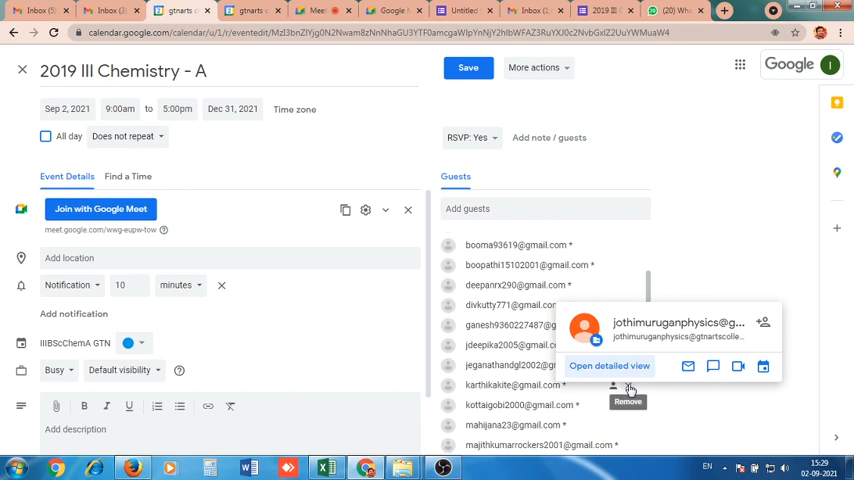 Inbox (5)
Inbox (3
gtnarts c
gtnarts c
Meet
Google
Untitled
Inbox (1
2019 III C
(20) Wha
calendar.google.com/calendar/u/1/r/eventedit/MzI3bnZlYjg0N2Nwam8zNnNhaGU3YTF0amcgaWlpYnNjY2hlbWFAZ3RuYXJ0c2NvbGxlZ2UuYWMuaW4
2019 III Chemistry - A
Save
More actions
Google
I
Sep 2, 2021
9:00am
to
5:00pm
Dec 31, 2021
Time zone
All day
Does not repeat
RSVP: Yes
Add note / guests
Event Details
Find a Time
Guests
Join with Google Meet
meet.google.com/wwg-eupw-tow
Add guests
Add location
Notification
10
minutes
Add notification
IIIBScChemA GTN
Busy
Default visibility
B I U
Add description
booma93619@gmail.com *
boopathi15102001@gmail.com *
deepanrx290@gmail.com *
divkutty771@gmail.com
ganesh9360227487@g
jdeepika2005@gmail.com
jeganathandgl2002@g
karthikakite@gmail.com *
kottaigobi2000@gmail.com *
mahijana23@gmail.com *
majithkumarrockers2001@gmail.com *
jothimuruganphysics@g...
jothimuruganphysics@gtnartscolle...
Open detailed view
Remove
EN
15:29
02-09-2021